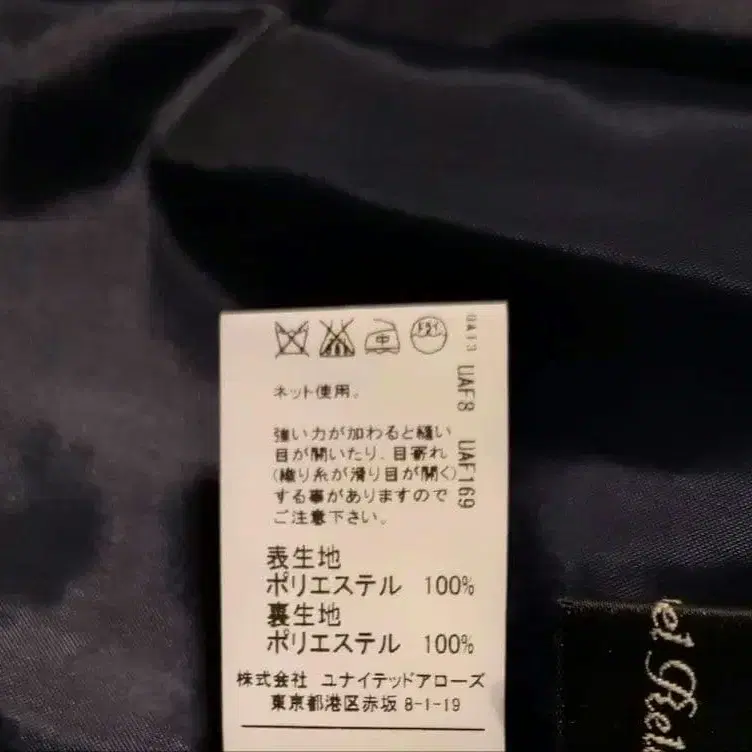 中
ドライ
ネット使用。
強い力が加わると縫い
目が開いたり、目寄れ
(織り糸が滑り目が開く)
する事がありますので
ご注意下さい。
表生地
ポリエステル 100%
裏生地
ポリエステル 100%
株式会社 ユナイテッドアローズ
東京都港区赤坂 8-1-19
UAF8 UAF169